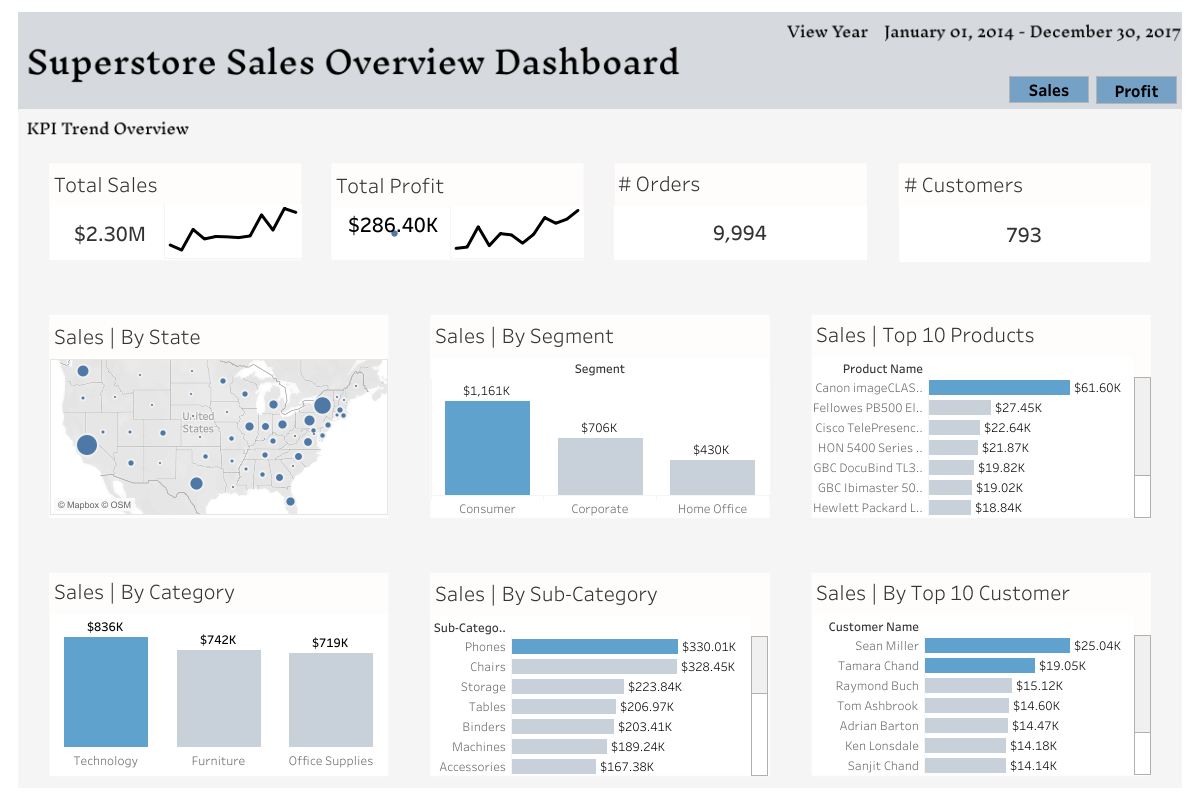 View Year January 01, 2014 - December 30, 2017
Superstore Sales Overview Dashboard
Sales Profit
KPI Trend Overview
Total Sales
$2.30M
Total Profit
$286.40K
# Orders
9,994
# Customers
793
Sales | By State
United
States
© Mapbox © OSM
Sales | By Segment
Segment
$1,161K
$706K
$430K
Consumer Corporate Home Office
Sales | Top 10 Products
Product Name
Canon imageCLAS.. $61.60K
Fellowes PB500 El.. $27.45K
Cisco TelePresenc.. $22.64K
HON 5400 Series .. $21.87K
GBC DocuBind TL3.. $19.82K
GBC Ibimaster 50.. $19.02K
Hewlett Packard L.. $18.84K
Sales | By Category
$836K
$742K
$719K
Technology Furniture Office Supplies
Sales | By Sub-Category
Sub-Catego..
Phones $330.01K
Chairs $328.45K
Storage $223.84K
Tables $206.97K
Binders $203.41K
Machines $189.24K
Accessories $167.38K
Sales | By Top 10 Customer
Customer Name
Sean Miller $25.04K
Tamara Chand $19.05K
Raymond Buch $15.12K
Tom Ashbrook $14.60K
Adrian Barton $14.47K
Ken Lonsdale $14.18K
Sanjit Chand $14.14K